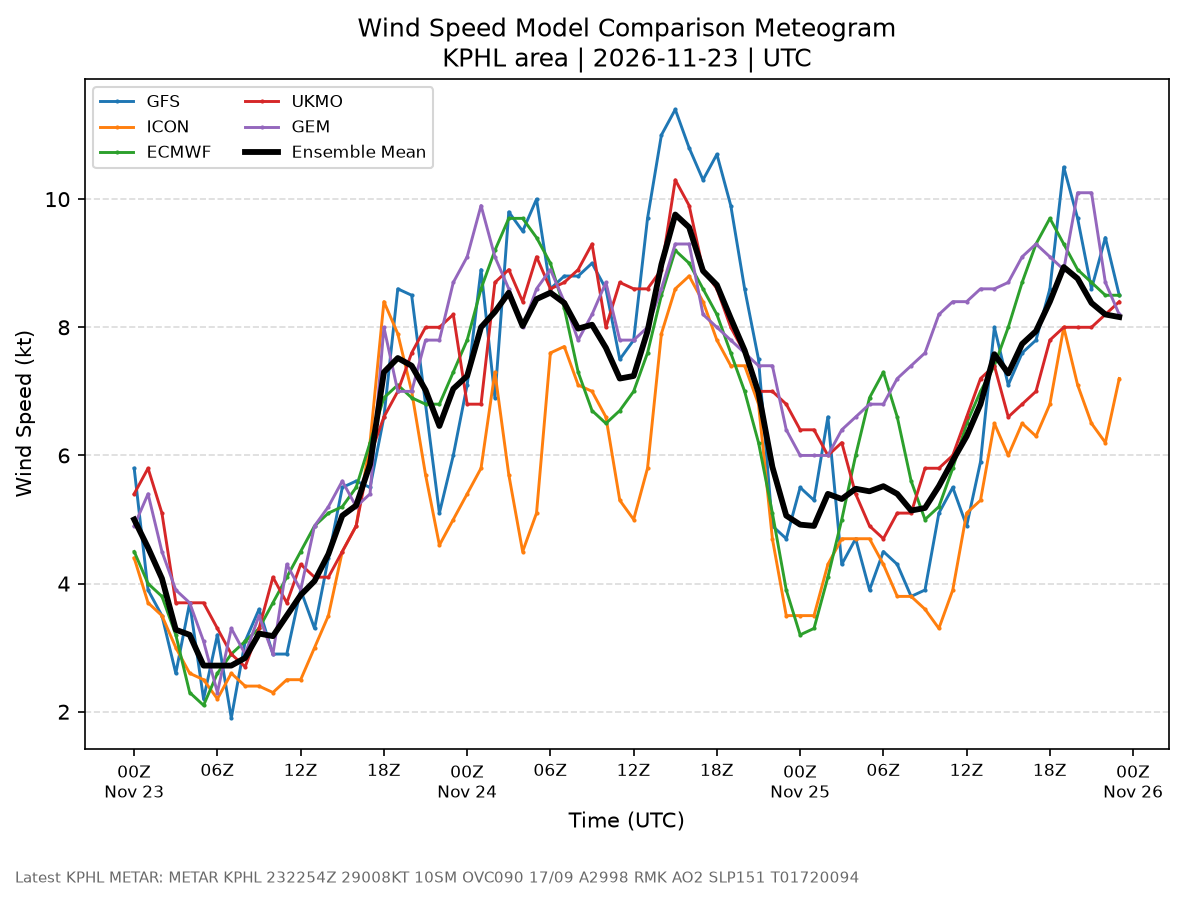 Wind Speed Model Comparison Meteogram
KPHL area | 2026-11-23 | UTC
GFS
ICON
ECMWF
UKMO
GEM
Ensemble Mean
Wind Speed (kt)
10
8
6
4
2
00Z
Nov 23
06Z
12Z
18Z
00Z
Nov 24
06Z
12Z
18Z
00Z
Nov 25
06Z
12Z
18Z
00Z
Nov 26
Time (UTC)
Latest KPHL METAR: METAR KPHL 232254Z 29008KT 10SM OVC090 17/09 A2998 RMK AO2 SLP151 T01720094